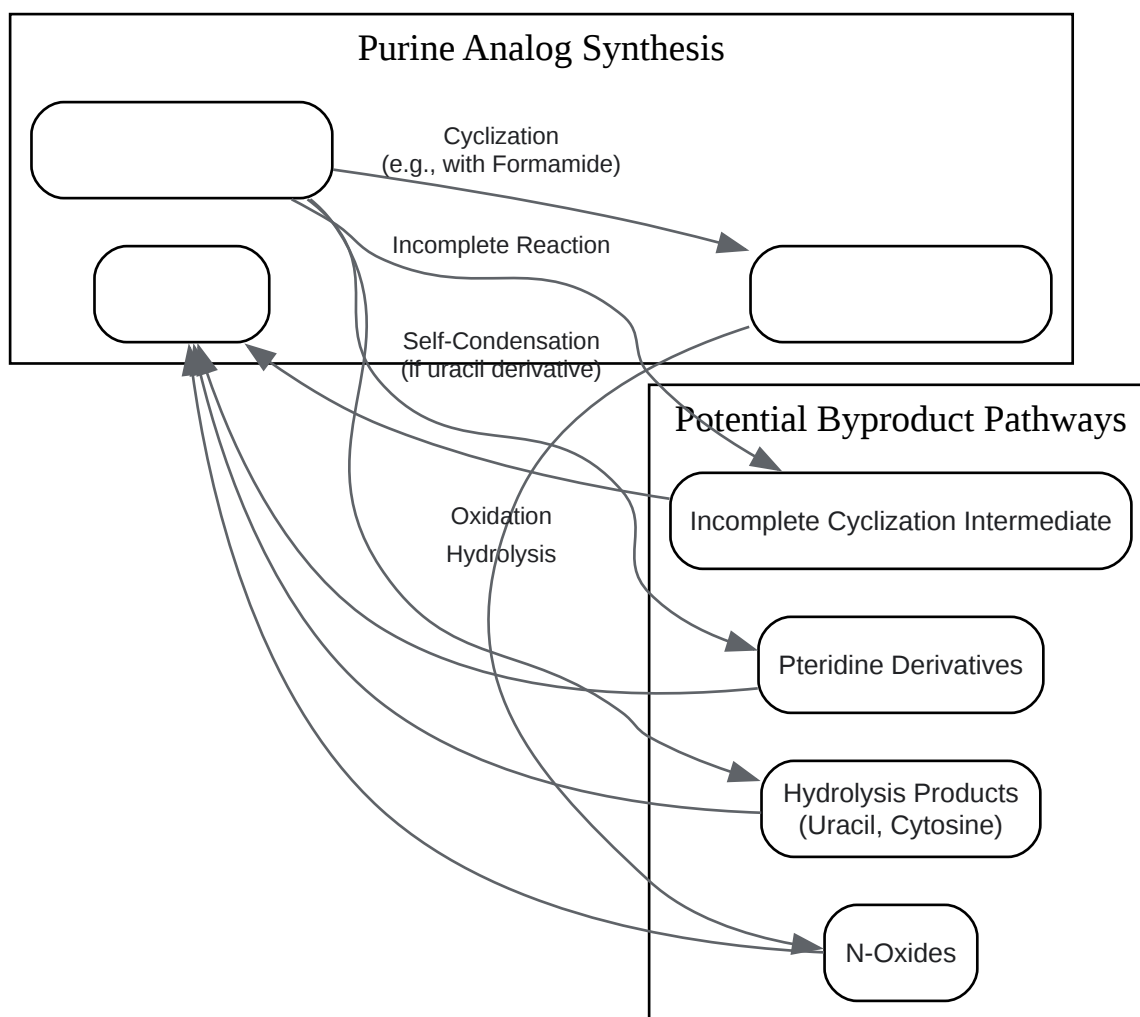 Purine Analog Synthesis
Cyclization
(e.g., with Formamide)
Incomplete Reaction
Self-Condensation
(if uracil derivative)
Potential Byproduct Pathways
Incomplete Cyclization Intermediate
Oxidation
Hydrolysis
Pteridine Derivatives
Hydrolysis Products
(Uracil, Cytosine)
N-Oxides